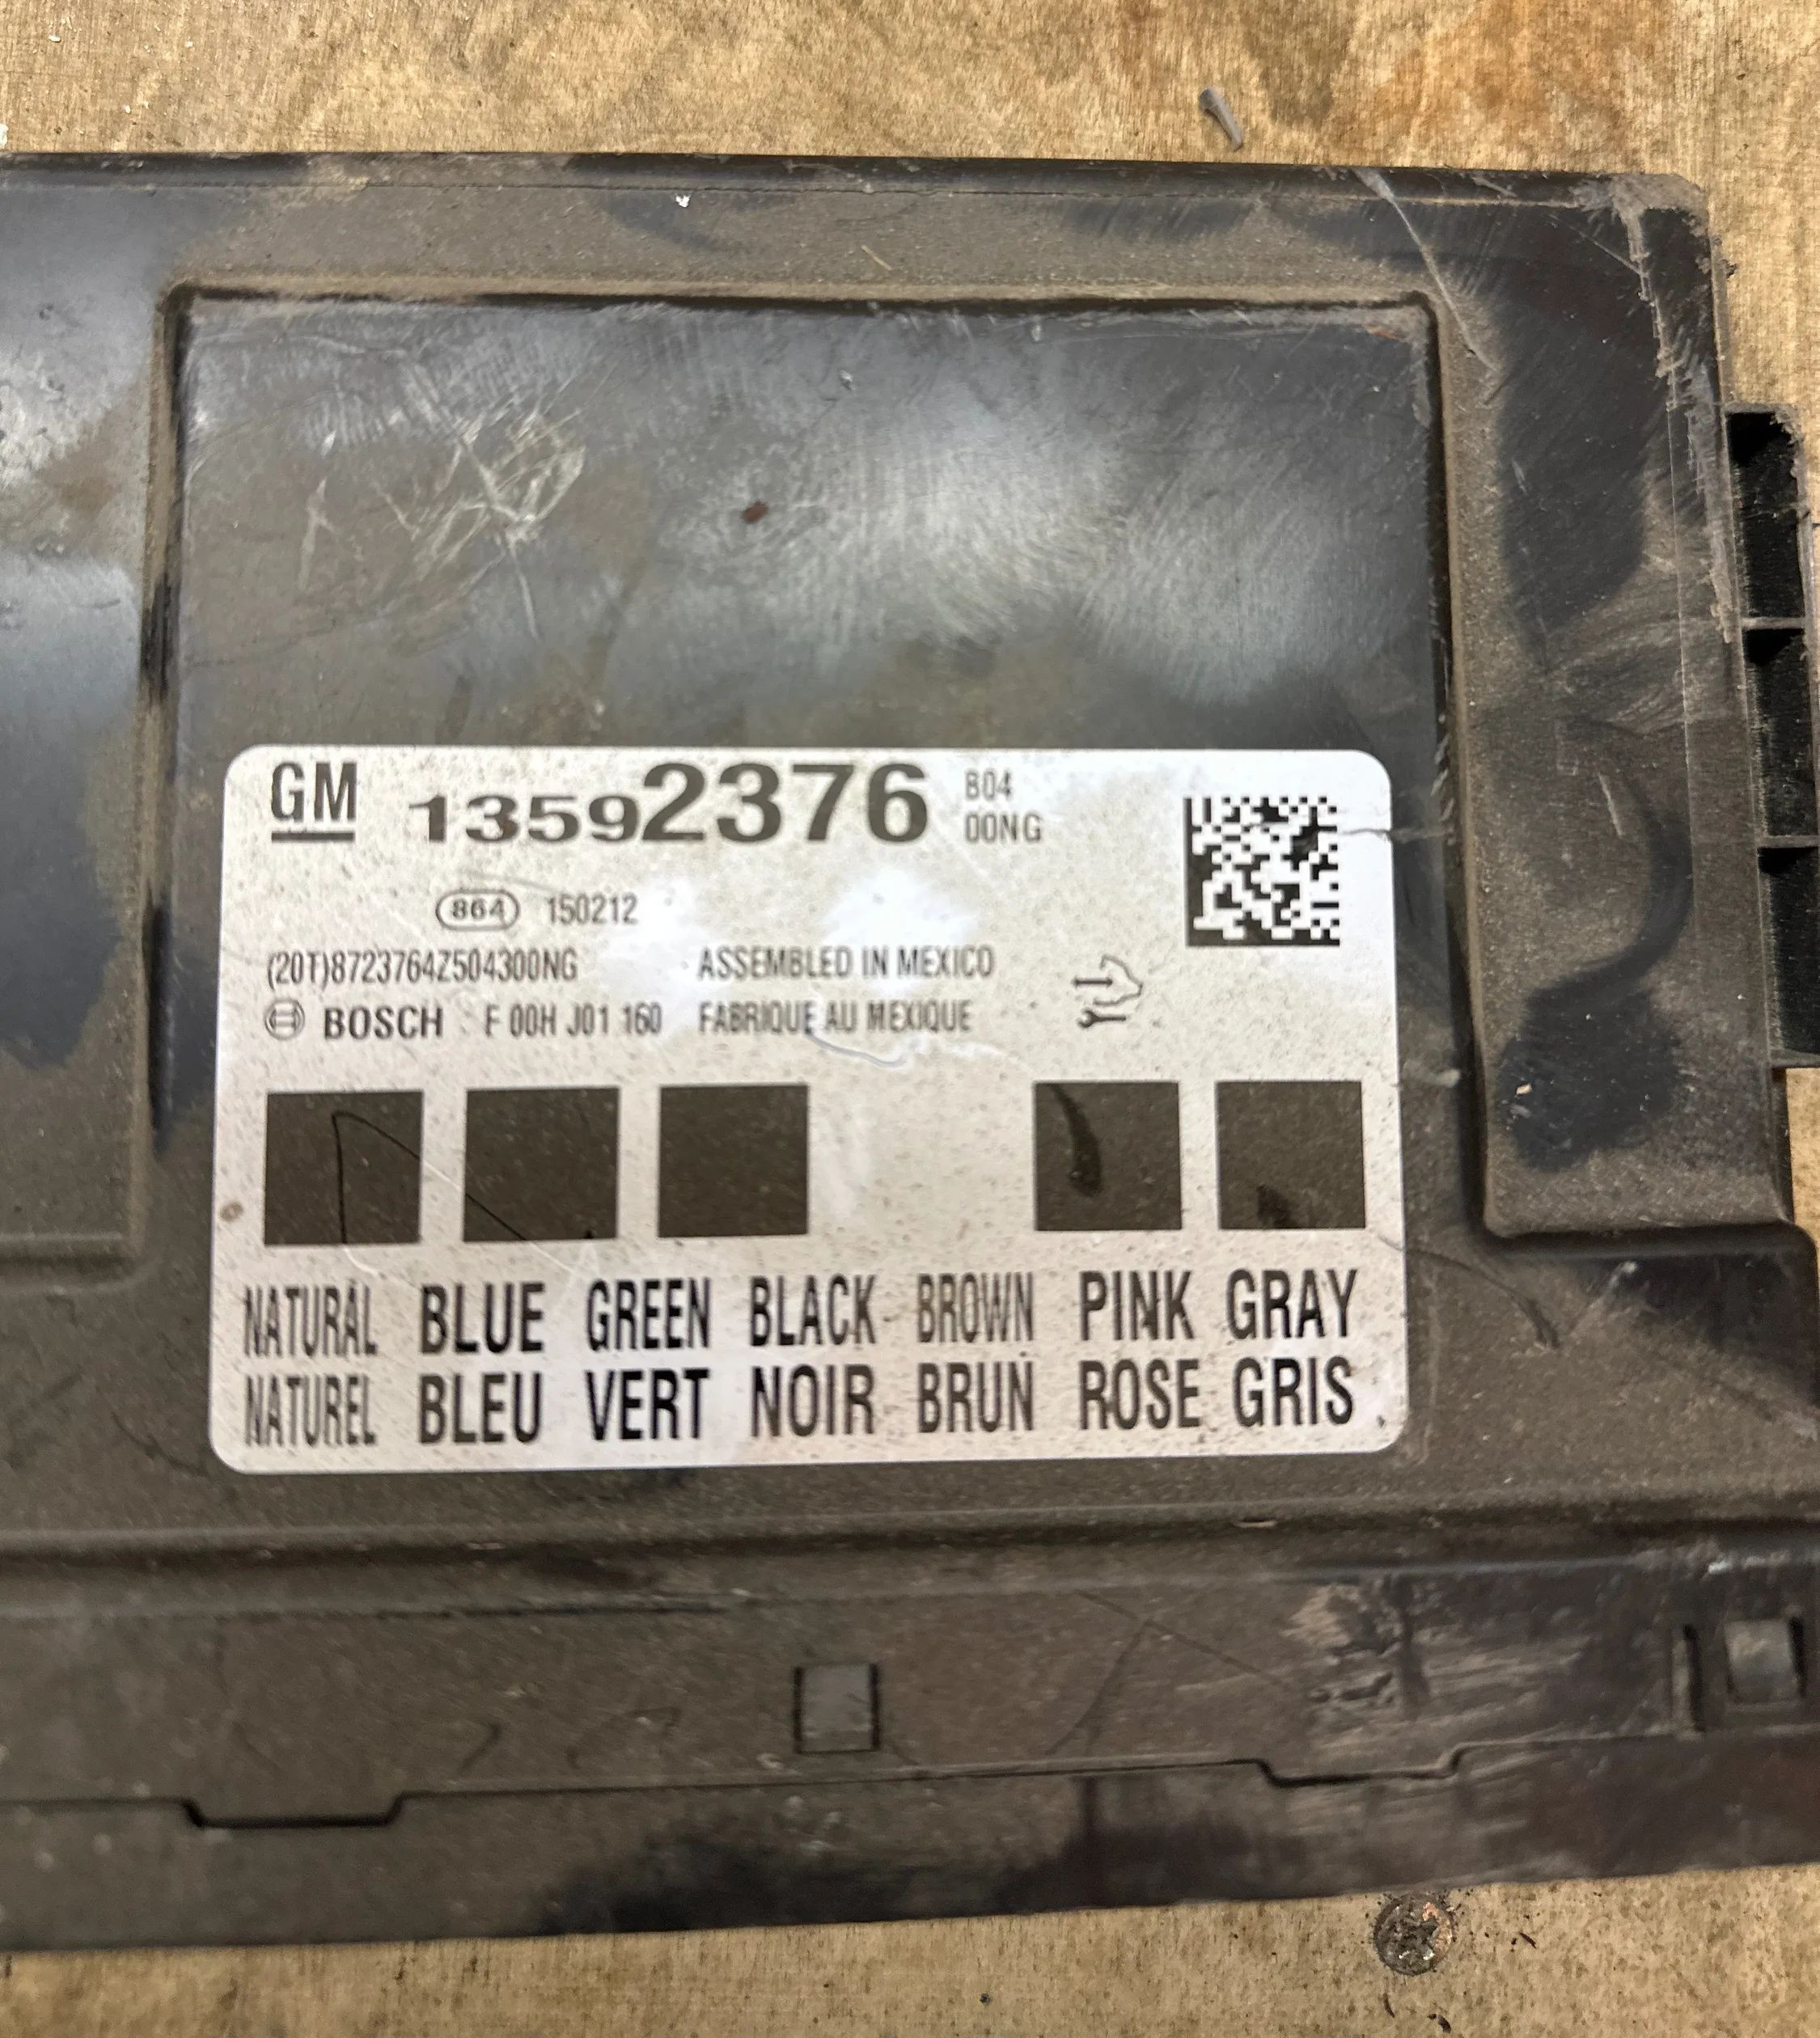 GM 13592376 B04
00NG
864 150212
(20T)8723764Z504300NG ASSEMBLED IN MEXICO
BOSCH F 00H J01 160 FABRIQUE AU MEXIQUE
NATURAL BLUE GREEN BLACK BROWN PINK GRAY
NATUREL BLEU VERT NOIR BRUN ROSE GRIS